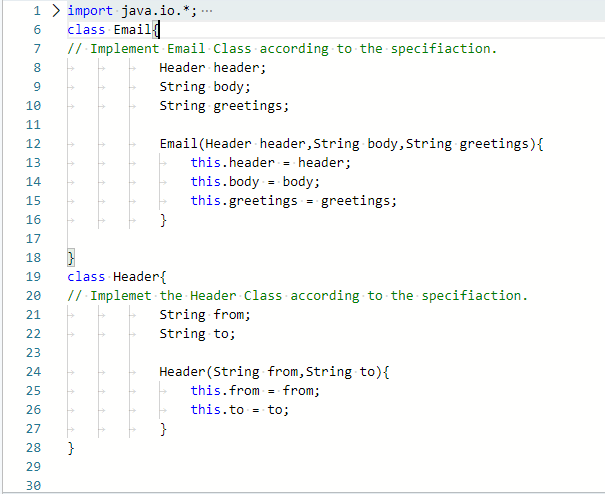 1 import java.io.*; ...
6 class Email{
7 // Implement Email Class according to the specifiaction.
8 Header header;
9 String body;
10 String greetings;
11
12 Email(Header header,String body,String greetings){
13 this.header = header;
14 this.body = body;
15 this.greetings = greetings;
16 }
17
18 }
19 class Header{
20 // Implemet the Header Class according to the specifiaction.
21 String from;
22 String to;
23
24 Header(String from,String to){
25 this.from = from;
26 this.to = to;
27 }
28 }
29
30